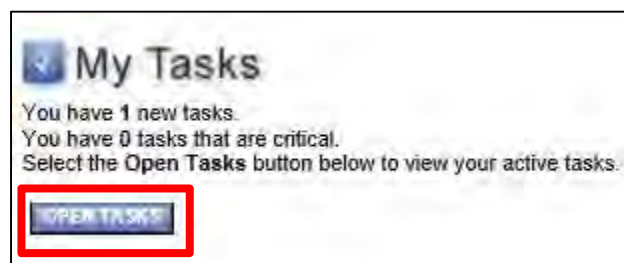 My Tasks
You have 1 new tasks.
You have 0 tasks that are critical.
Select the Open Tasks button below to view your active tasks.
OPEN TASKS